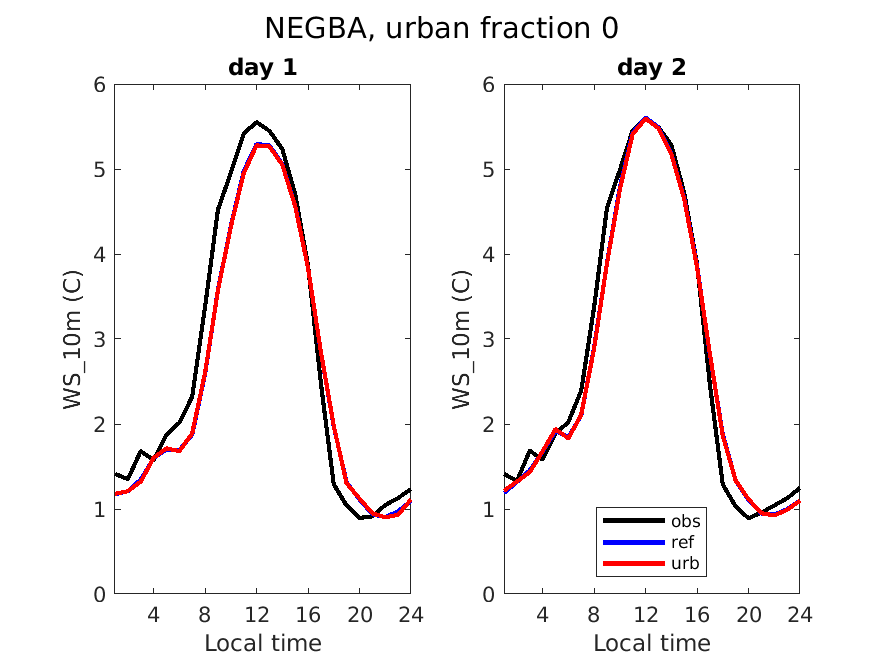 NEGBA, urban fraction 0
day 1
day 2
WS_10m (C)
6
5
4
3
2
1
0
4 8 12 16 20 24
Local time
WS_10m (C)
6
5
4
3
2
1
0
4 8 12 16 20 24
Local time
obs
ref
urb